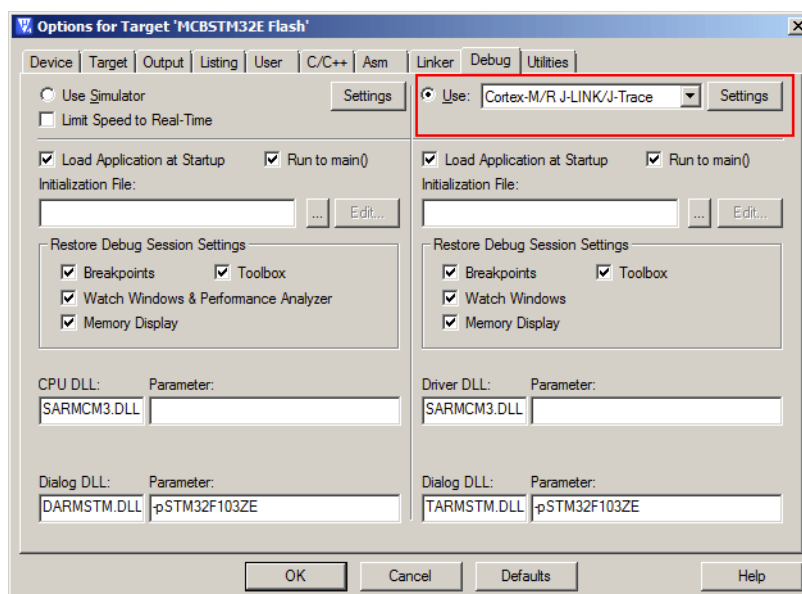 Options for Target 'MCBSTM32E Flash'
Device Target Output Listing User C/C++ Asm Linker Debug Utilities
Use Simulator Settings Use: Cortex-M/R J-LINK/J-Trace Settings
Limit Speed to Real-Time
Load Application at Startup Run to main() Load Application at Startup Run to main()
Initialization File: Initialization File:
... Edit... ... Edit...
Restore Debug Session Settings Restore Debug Session Settings
Breakpoints Toolbox Breakpoints Toolbox
Watch Windows & Performance Analyzer Watch Windows
Memory Display Memory Display
CPU DLL: Parameter: Driver DLL: Parameter:
SARMCM3.DLL SARMCM3.DLL
Dialog DLL: Parameter: Dialog DLL: Parameter:
DARMSTM.DLL -pSTM32F103ZE TARMSTM.DLL -pSTM32F103ZE
OK Cancel Defaults Help